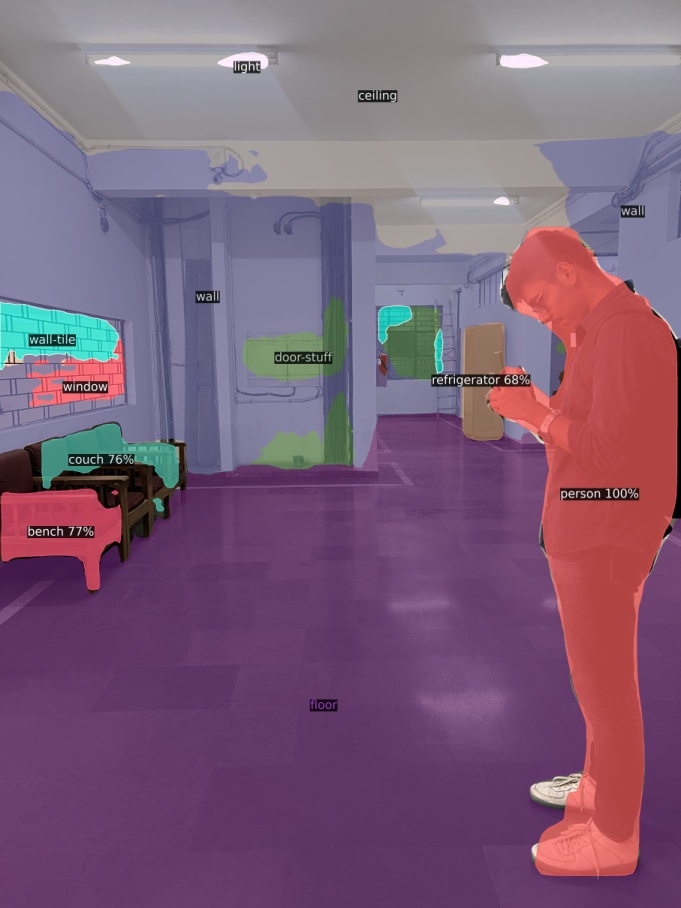 light
ceiling
wall
wall
wall-tile
door-stuff
refrigerator 68%
window
couch 76%
person 100%
bench 77%
floor